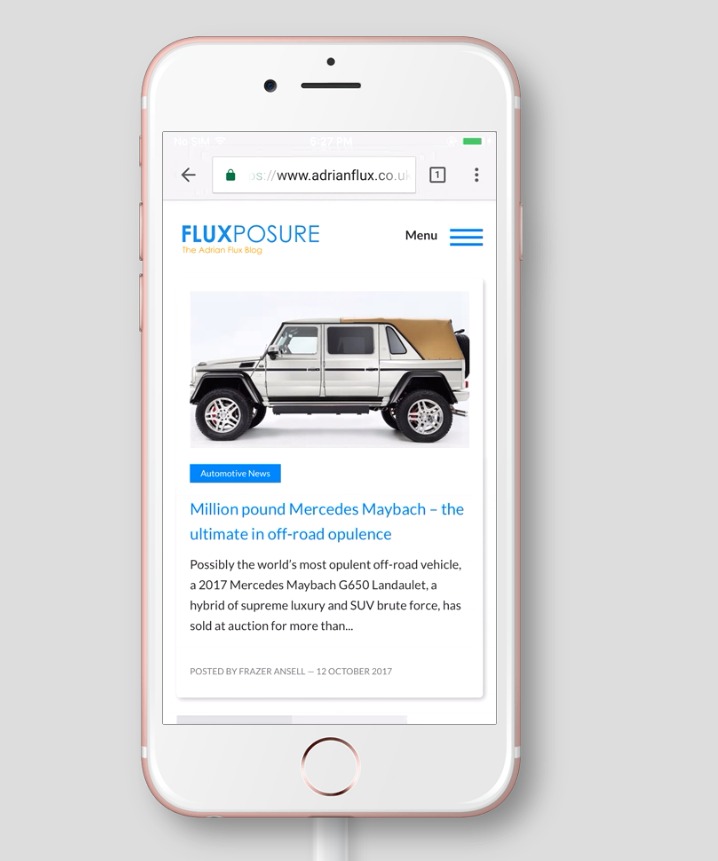 No SIM
5:27 PM
ps://www.adrianflux.co.uk
1
FLUXPOSURE
The Adrian Flux Blog
Menu
Automotive News
Million pound Mercedes Maybach – the
ultimate in off-road opulence
Possibly the world's most opulent off-road vehicle,
a 2017 Mercedes Maybach G650 Landaulet, a
hybrid of supreme luxury and SUV brute force, has
sold at auction for more than...
POSTED BY FRAZER ANSELL — 12 OCTOBER 2017